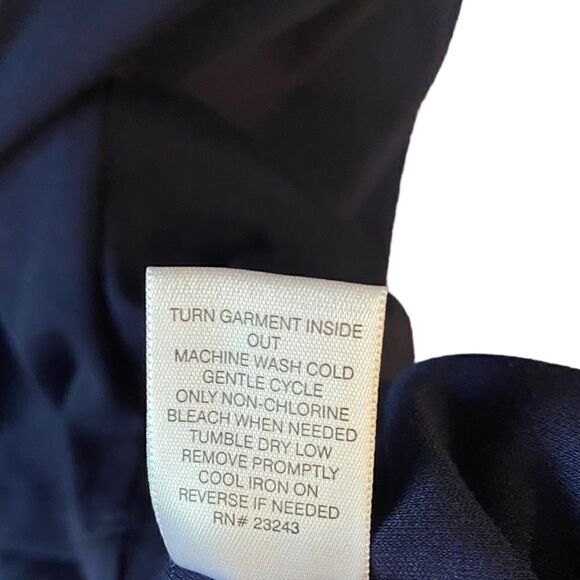 TURN GARMENT INSIDE
OUT
MACHINE WASH COLD
GENTLE CYCLE
ONLY NON-CHLORINE
BLEACH WHEN NEEDED
TUMBLE DRY LOW
REMOVE PROMPTLY
COOL IRON ON
REVERSE IF NEEDED
RN# 23243